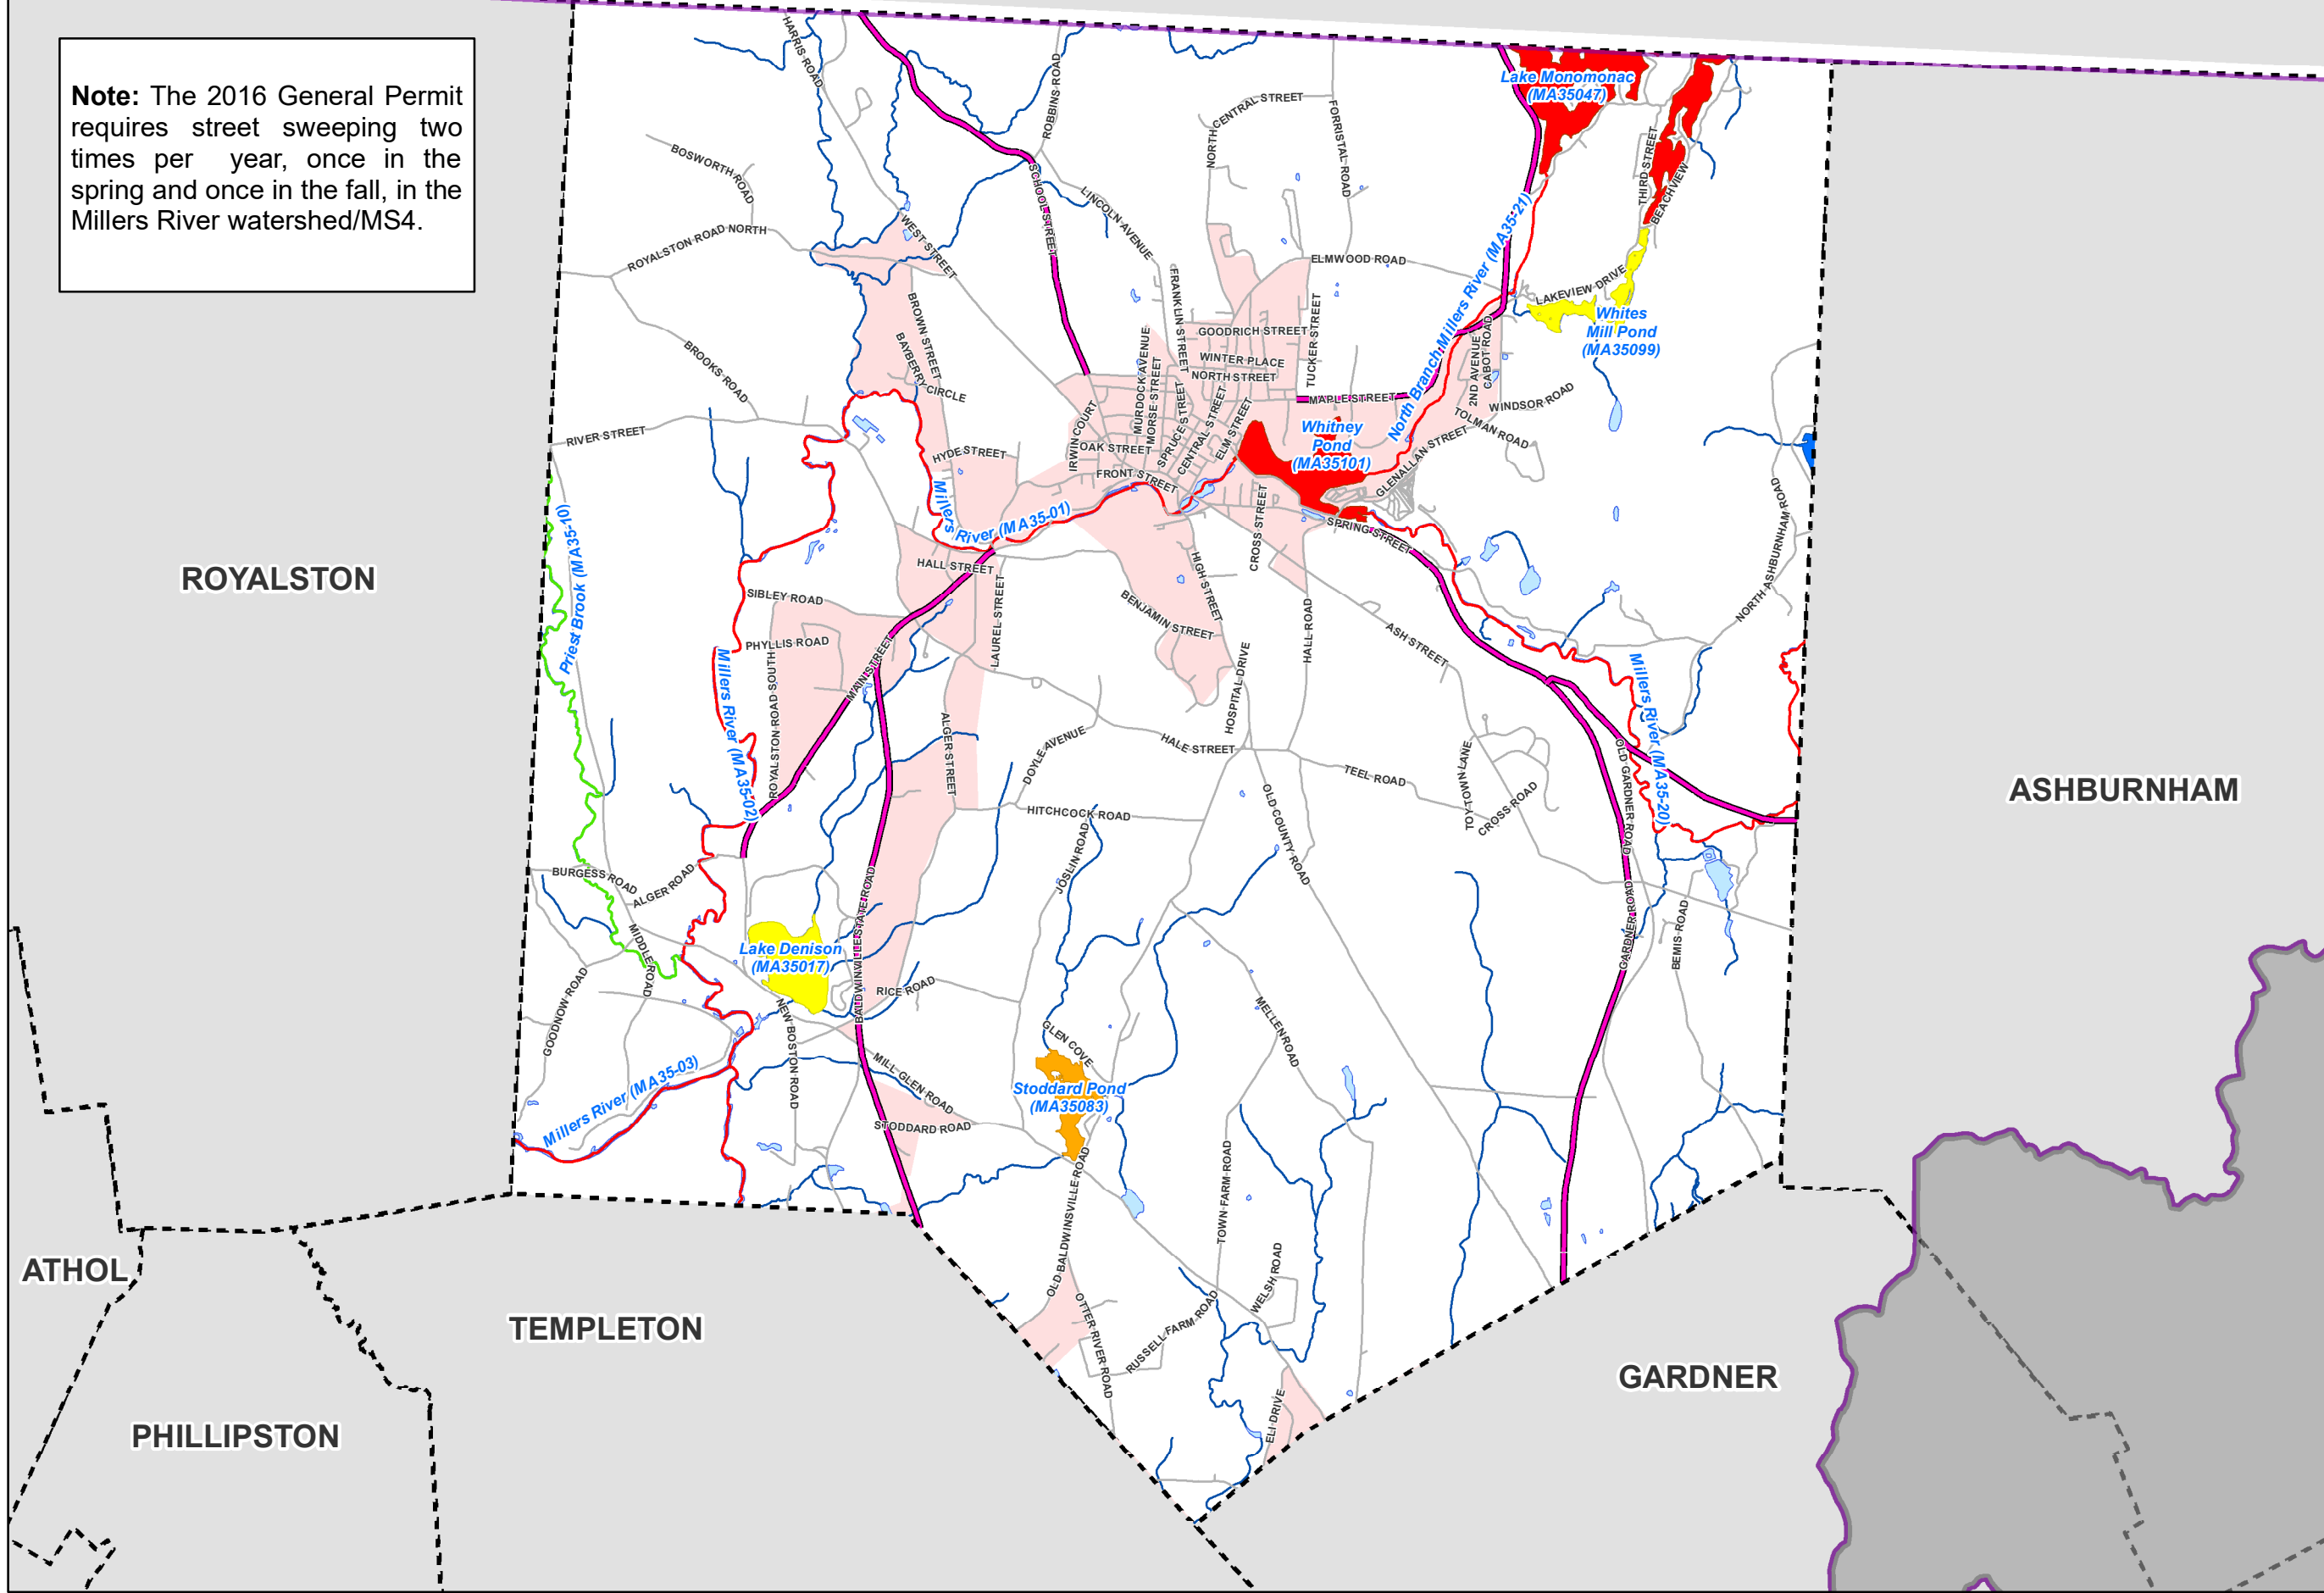 Note: The 2016 General Permit
requires street sweeping two
times per year, once in the
spring and once in the fall, in the
Millers River watershed/MS4.
HARRIS ROAD
ROBBINS ROAD
Lake Monomonac
(MA35047)
NORTH
CENTRAL STREET
FORRISTAL ROAD
THIRD STREET
BEACHVIEW
BOSWORTH ROAD
SCHOOL STREET
LINCOLN AVENUE
ROYALSTON ROAD NORTH
WEST STREET
ELMWOOD ROAD
North Branch Millers River (MA35-21)
LAKEVIEW DRIVE
Whites
Mill Pond
(MA35099)
BROWN STREET
BAYBERRY CIRCLE
FRANKLIN STREET
GOODRICH STREET
TUCKER STREET
WINTER PLACE
NORTH STREET
MURDOCK AVENUE
MORSE STREET
2ND AVENUE
CABOT ROAD
BROOKS ROAD
MAPLE STREET
WINDSOR ROAD
TOLMAN ROAD
IRWIN COURT
OAK STREET
SPRUCE STREET
CENTRAL STREET
ELM STREET
Whitney
Pond
(MA35101)
RIVER STREET
HYDE STREET
FRONT STREET
GLENALLAN STREET
Millers River (MA35-01)
CROSS STREET
SPRING STREET
NORTH ASHBURNHAM ROAD
Priest Brook (MA35-10)
ROYALSTON
HALL STREET
SIBLEY ROAD
LAUREL STREET
HIGH STREET
BENJAMIN STREET
HALL ROAD
ASH STREET
PHYLLIS ROAD
MAIN STREET
ROYALSTON ROAD SOUTH
Millers River (MA35-02)
HOSPITAL DRIVE
Millers River (MA35-20)
ALGER STREET
DOYLE AVENUE
HALE STREET
TEEL ROAD
TOY TOWN LANE
CROSS ROAD
OLD GARDNER ROAD
ASHBURNHAM
HITCHCOCK ROAD
JOSLIN ROAD
OLD COUNTY ROAD
BURGESS ROAD
ALGER ROAD
MIDDLE ROAD
BALDWINVILLE STATE ROAD
GARDNER ROAD
BEMIS ROAD
Lake Denison
(MA35017)
RICE ROAD
GOODNOW ROAD
NEW BOSTON ROAD
MELLEN ROAD
GLEN COVE
MILL GLEN ROAD
Millers River (MA35-03)
Stoddard Pond
(MA35083)
STODDARD ROAD
OLD BALDWINSVILLE ROAD
TOWN FARM ROAD
ATHOL
WELSH ROAD
OTTER RIVER ROAD
RUSSELL FARM ROAD
TEMPLETON
GARDNER
ELI DRIVE
PHILLIPSTON